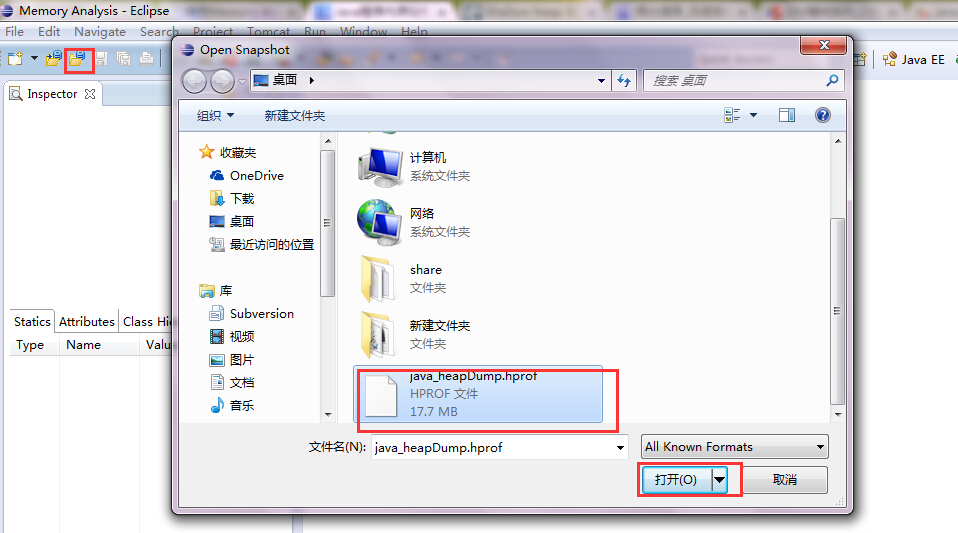 Memory Analysis - Eclipse
File Edit Navigate Search Project Tomcat Run Window Help
Java EE
Inspector
Statics Attributes Class Hie
Type Name Valu
Open Snapshot
桌面
搜索 桌面
组织 新建文件夹
收藏夹
OneDrive
下载
桌面
最近访问的位置
库
Subversion
视频
图片
文档
音乐
计算机
系统文件夹
网络
系统文件夹
share
文件夹
新建文件夹
文件夹
java_heapDump.hprof
HPROF 文件
17.7 MB
文件名(N): java_heapDump.hprof
All Known Formats
打开(O) 取消